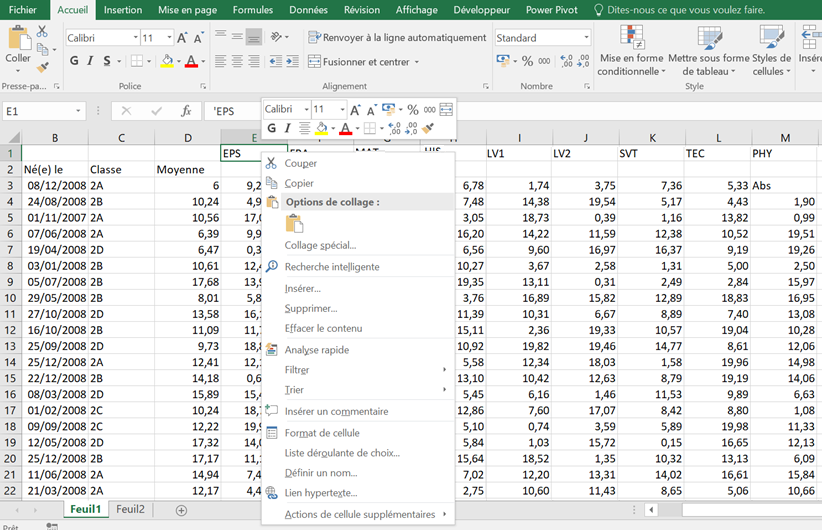 Fichier Accueil Insertion Mise en page Formules Données Révision Affichage Développeur Power Pivot Dites-nous ce que vous voulez faire.
Coller
Calibri 11 A A
G I S
Renvoyer à la ligne automatiquement
Fusionner et centrer
Standard
% 000
Mise en forme conditionnelle
Mettre sous forme de tableau
Styles de cellules
Insére
Presse-pa... Police Alignement Nombre Style
E1 fx 'EPS
Calibri 11 A A % 000
G I A
B C D E I J K L M
1 EPS LV1 LV2 SVT TEC PHY
2 Né(e) le Classe Moyenne
3 08/12/2008 2A 6 9,2 6,78 1,74 3,75 7,36 5,33 Abs
4 24/08/2008 2B 10,24 4,9 7,48 14,38 19,54 5,17 4,43 1,90
5 01/11/2007 2A 10,56 17,0 3,05 18,73 0,39 1,16 13,82 0,99
6 07/06/2008 2A 6,39 9,9 16,20 14,22 11,59 12,38 10,52 19,51
7 19/04/2008 2D 6,47 0,3 6,56 9,60 16,97 16,37 9,19 19,26
8 03/01/2008 2B 10,61 12,4 10,27 3,67 2,58 1,31 5,00 2,50
9 05/07/2008 2B 17,68 13,9 19,35 13,11 0,31 2,49 2,84 15,97
10 29/05/2008 2B 8,01 5,8 3,76 16,89 15,82 12,89 18,83 16,95
11 27/10/2008 2D 13,58 16, 11,39 10,31 6,67 8,89 7,40 13,08
12 16/10/2008 2B 11,09 11,7 15,11 2,36 19,33 10,57 19,04 10,28
13 25/09/2008 2D 9,73 18,8 10,92 19,82 19,46 14,77 8,61 12,06
14 25/12/2008 2A 12,41 12, 5,58 12,34 18,03 1,58 19,96 14,98
15 22/12/2008 2B 14,18 0,6 13,10 10,42 12,63 8,79 19,19 14,06
16 08/03/2008 2D 15,89 15,4 5,45 6,16 1,46 11,53 9,89 6,63
17 01/02/2008 2C 10,24 18,7 12,86 7,60 17,07 8,42 8,80 1,08
18 09/09/2008 2C 12,22 19,9 5,10 0,74 3,59 5,89 19,98 11,33
19 12/05/2008 2D 17,32 14,0 5,84 1,03 15,72 0,15 16,65 12,13
20 25/12/2008 2B 17,17 11, 15,64 18,52 1,35 10,32 13,13 6,09
21 11/06/2008 2A 14,94 7,4 7,02 12,20 13,31 14,02 16,61 15,84
22 21/03/2008 2A 12,17 4,4 2,75 10,60 11,43 8,65 5,06 10,66
Couper
Copier
Options de collage :
Collage spécial...
Recherche intelligente
Insérer...
Supprimer...
Effacer le contenu
Analyse rapide
Filtrer
Trier
Insérer un commentaire
Format de cellule
Liste déroulante de choix...
Définir un nom...
Lien hypertexte...
Actions de cellule supplémentaires
Feuil1 Feuil2
Prêt